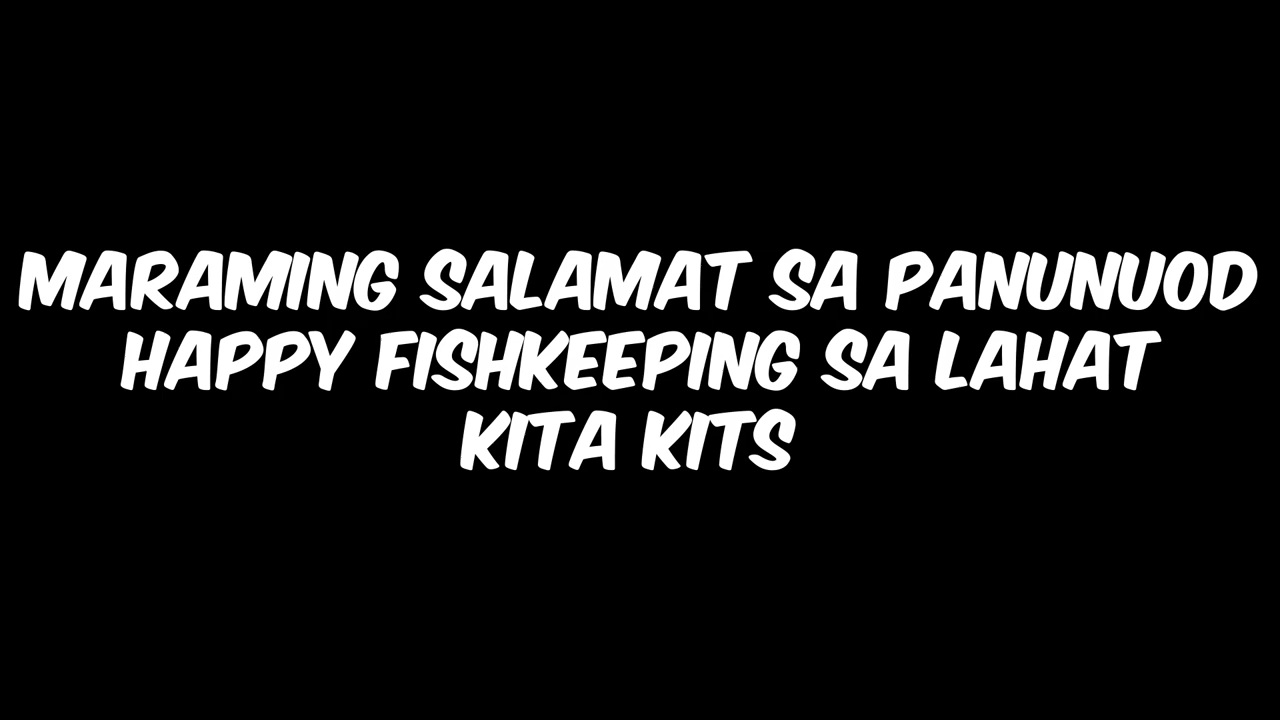 MARAMING SALAMAT SA PANUNUOD
HAPPY FISHKEEPING SA LAHAT
KITA KITS